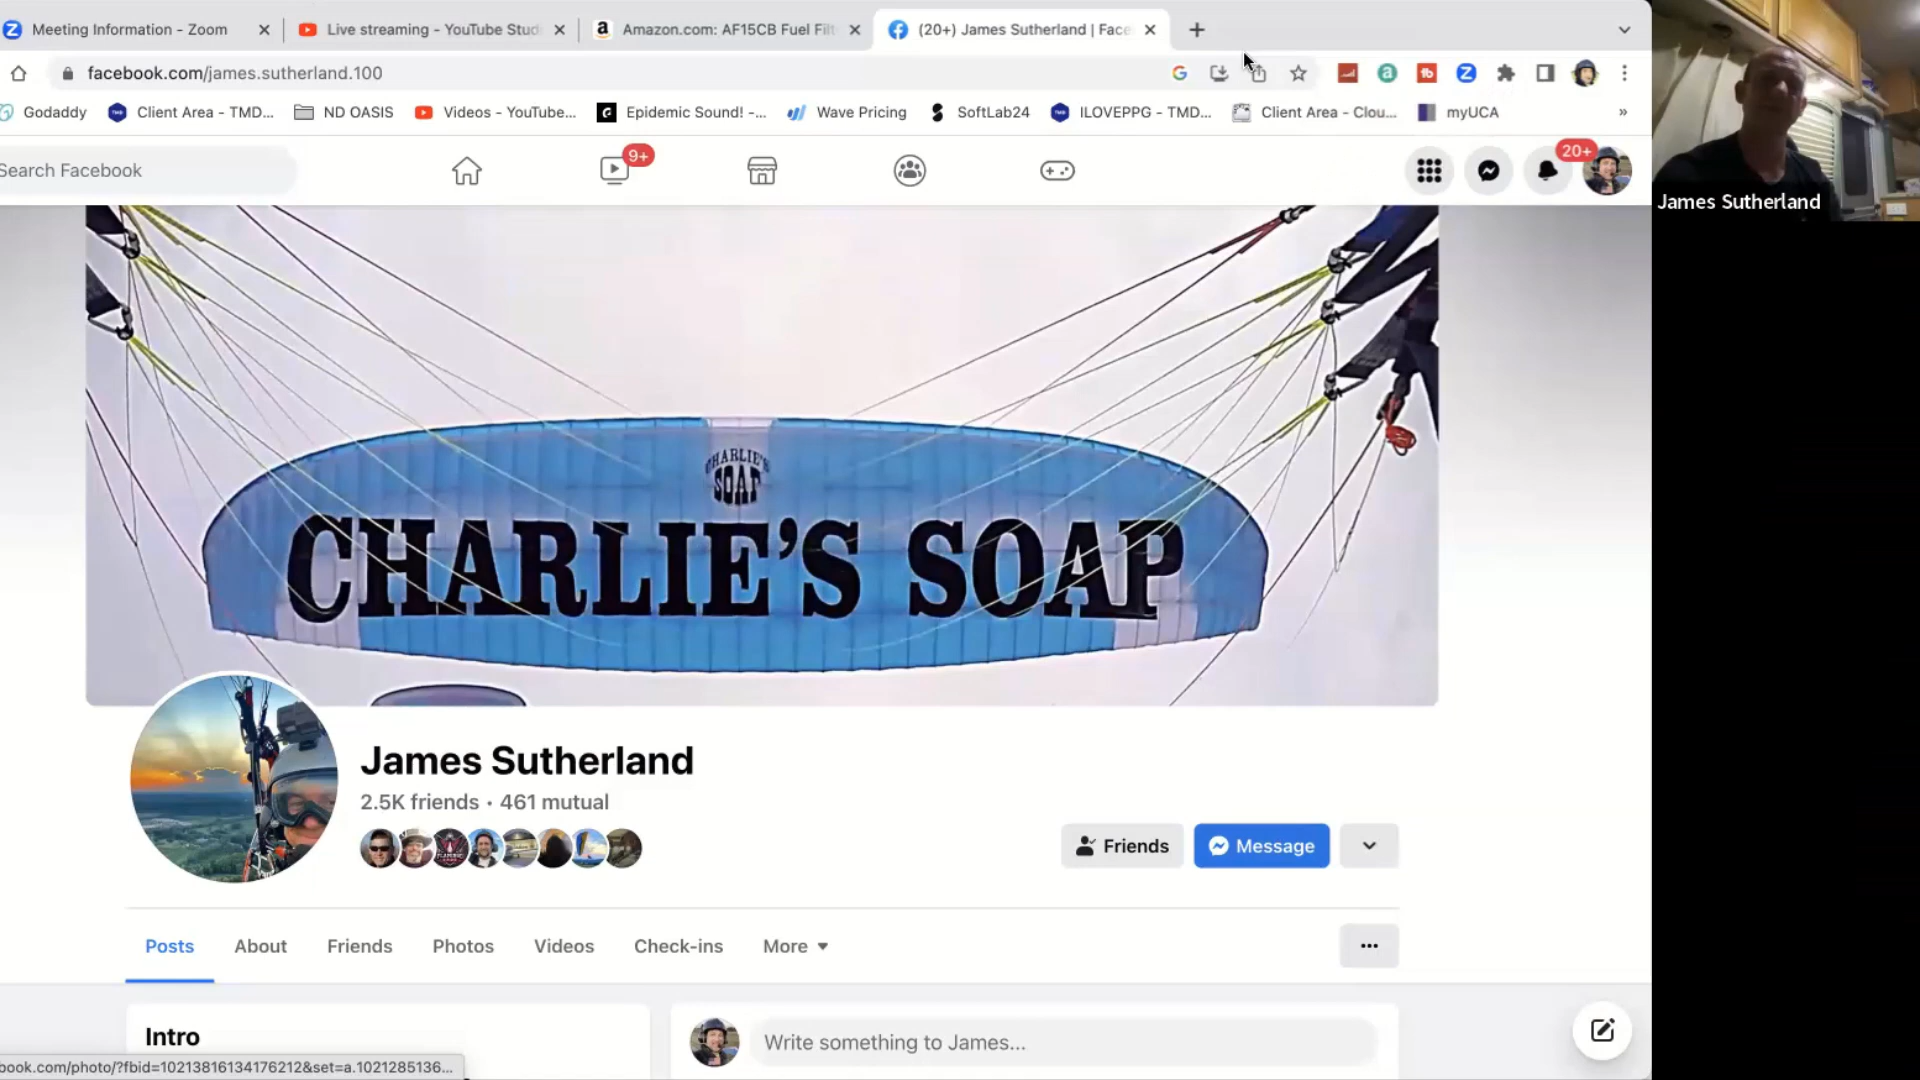 Meeting Information - Zoom
Live streaming - YouTube Stud
Amazon.com: AF15CB Fuel Filt
(20+) James Sutherland | Face
facebook.com/james.sutherland.100
Godaddy
Client Area - TMD...
ND OASIS
Videos - YouTube...
Epidemic Sound! -...
Wave Pricing
SoftLab24
ILOVEPPG - TMD...
Client Area - Clou...
myUCA
»
Search Facebook
9+
20+
James Sutherland
CHARLIE'S
SOAP
CHARLIE'S SOAP
James Sutherland
2.5K friends • 461 mutual
Friends
Message
Posts
About
Friends
Photos
Videos
Check-ins
More
Intro
Write something to James...
book.com/photo/?fbid=10213816134176212&set=a.1021285136...